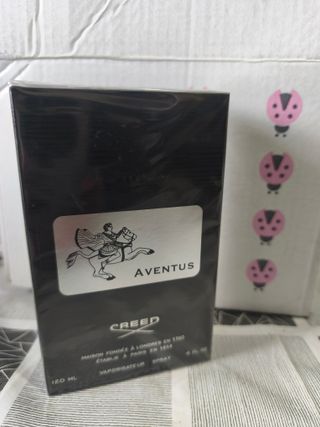 AVENTUS
CREED
MAISON FONDÉE À LONDRES EN 1760
ÉTABLIE À PARIS EN 1854
120 ML
VAPORISATEUR SPRAY
4 FL OZ